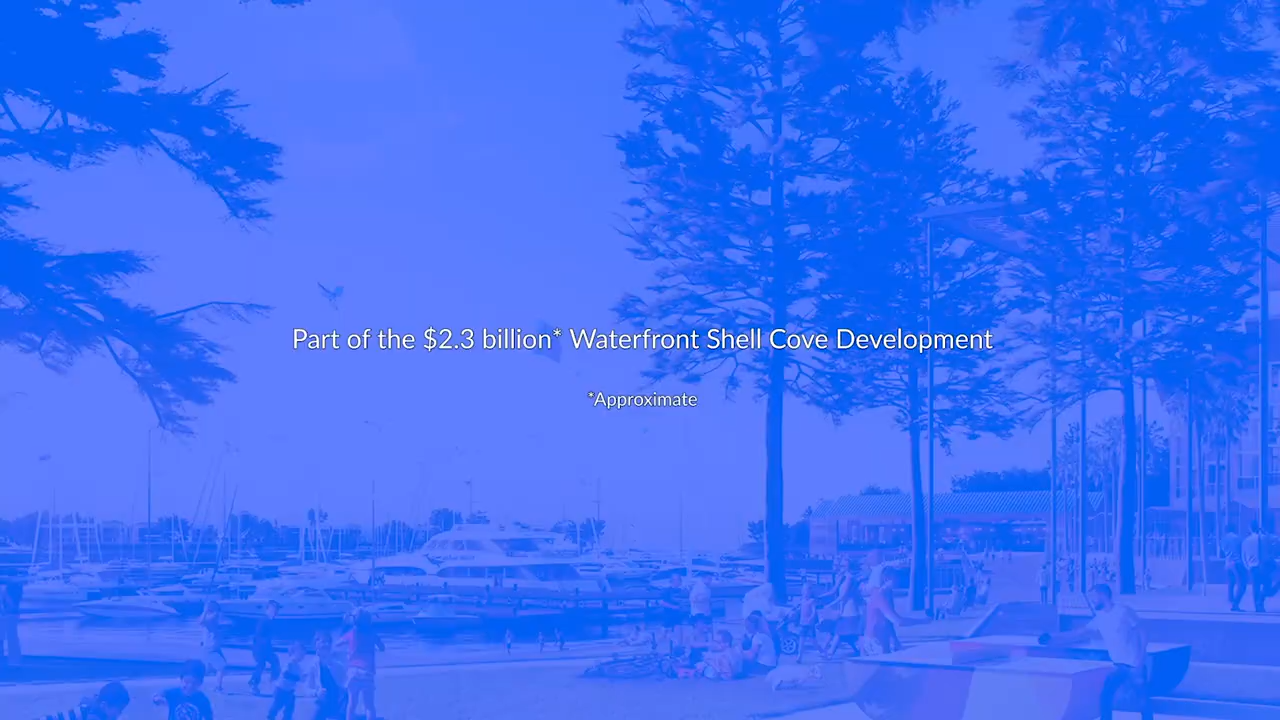 Part of the $2.3 billion* Waterfront Shell Cove Development
*Approximate